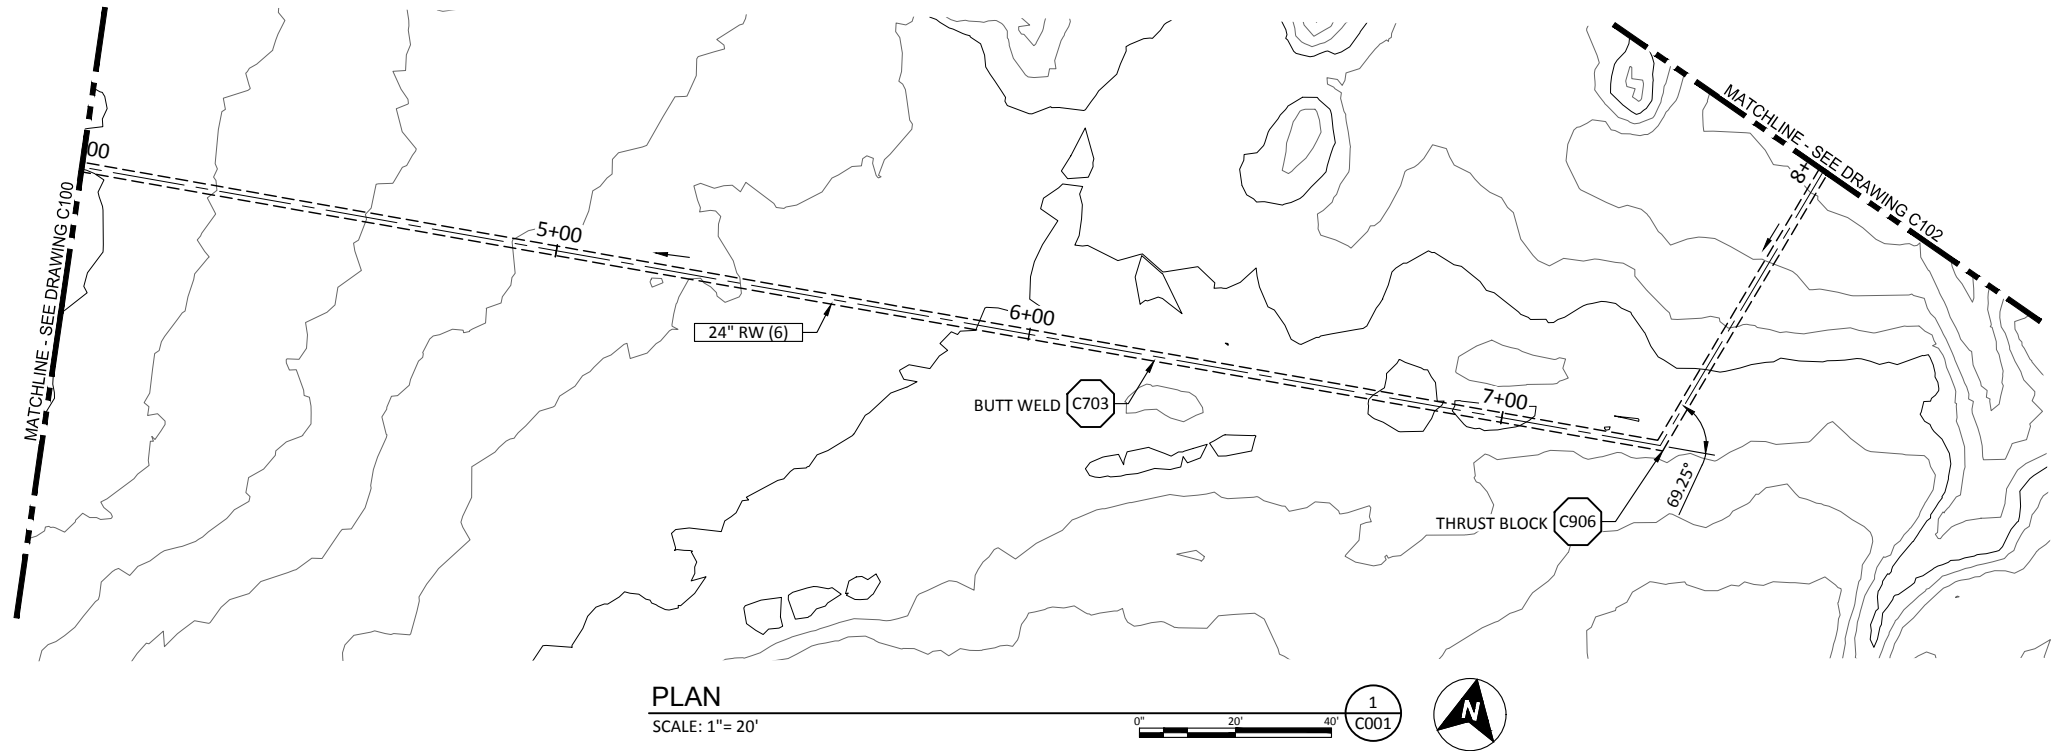 MATCHLINE - SEE DRAWING C100
00
5+00
24" RW (6)
6+00
BUTT WELD
C703
7+00
THRUST BLOCK
C906
69.25°
8+
MATCHLINE - SEE DRAWING C102
PLAN
SCALE: 1"= 20'
0"
20'
40'
1
C001
N